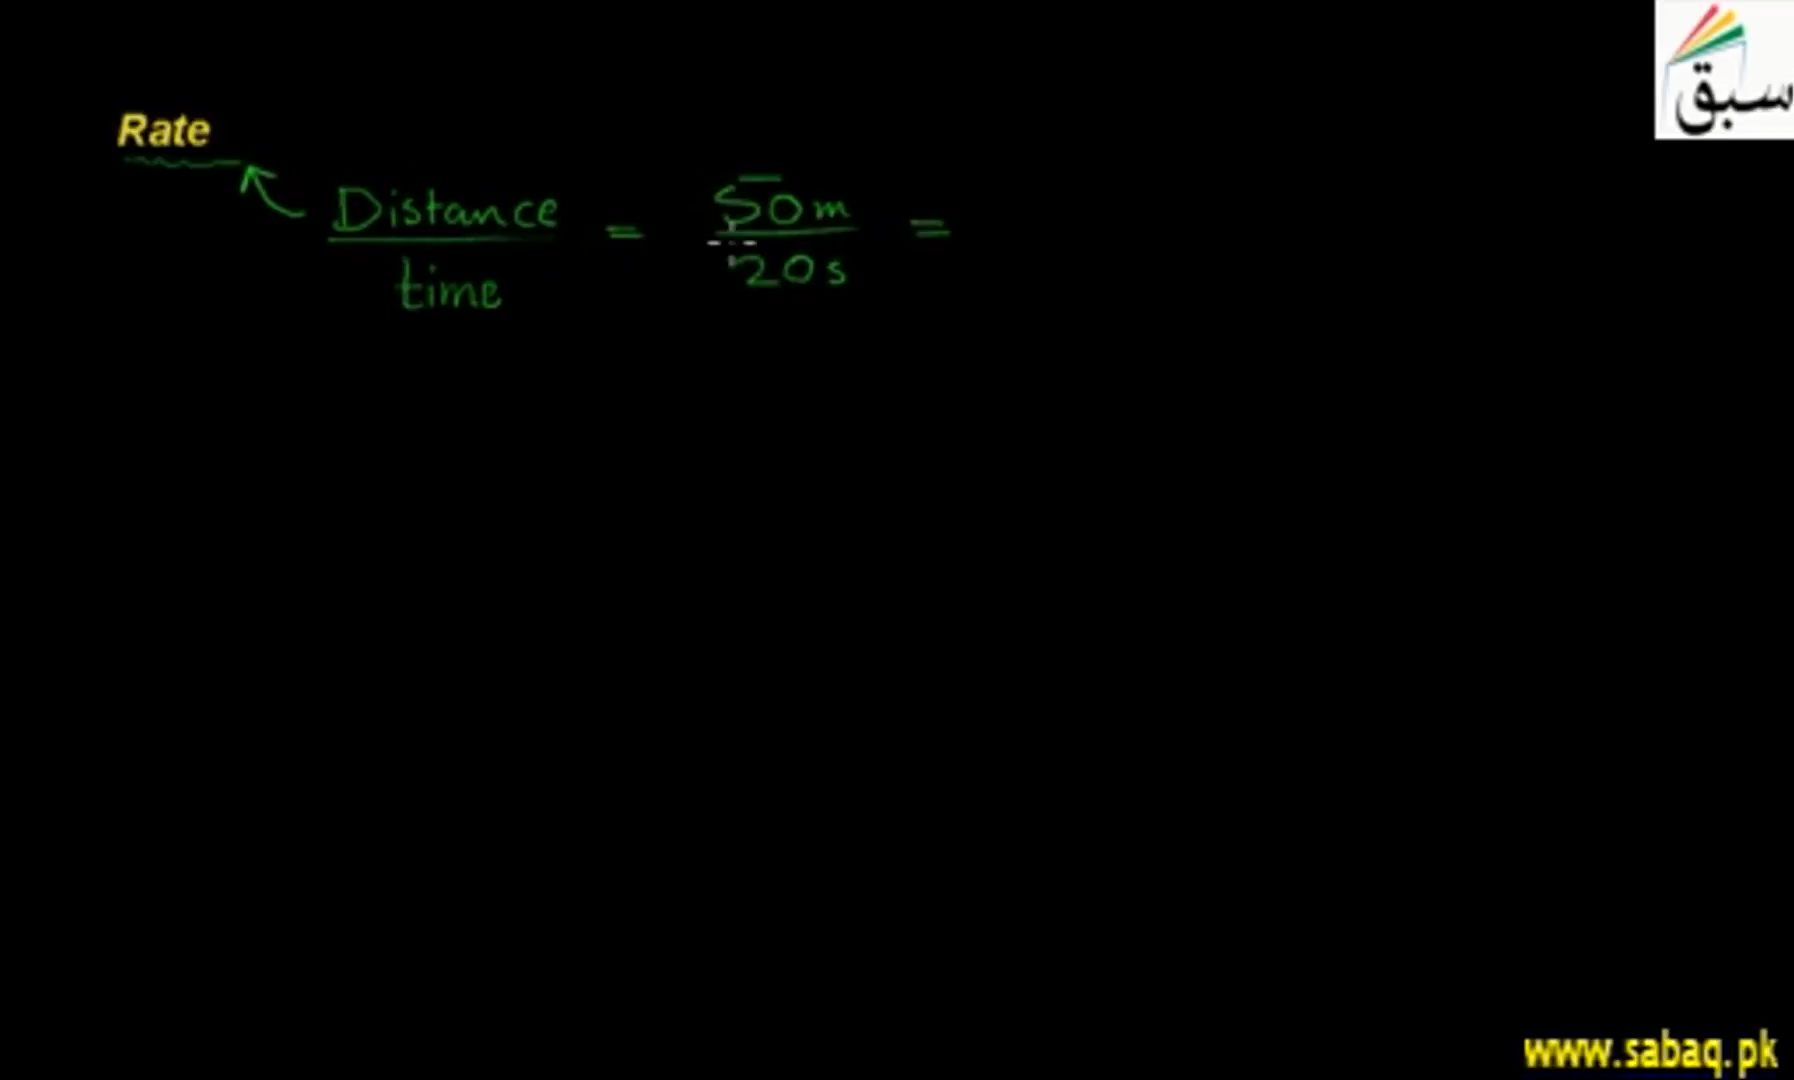 سبق
Rate
Distance / time = 50m / 20s =
www.sabaq.pk